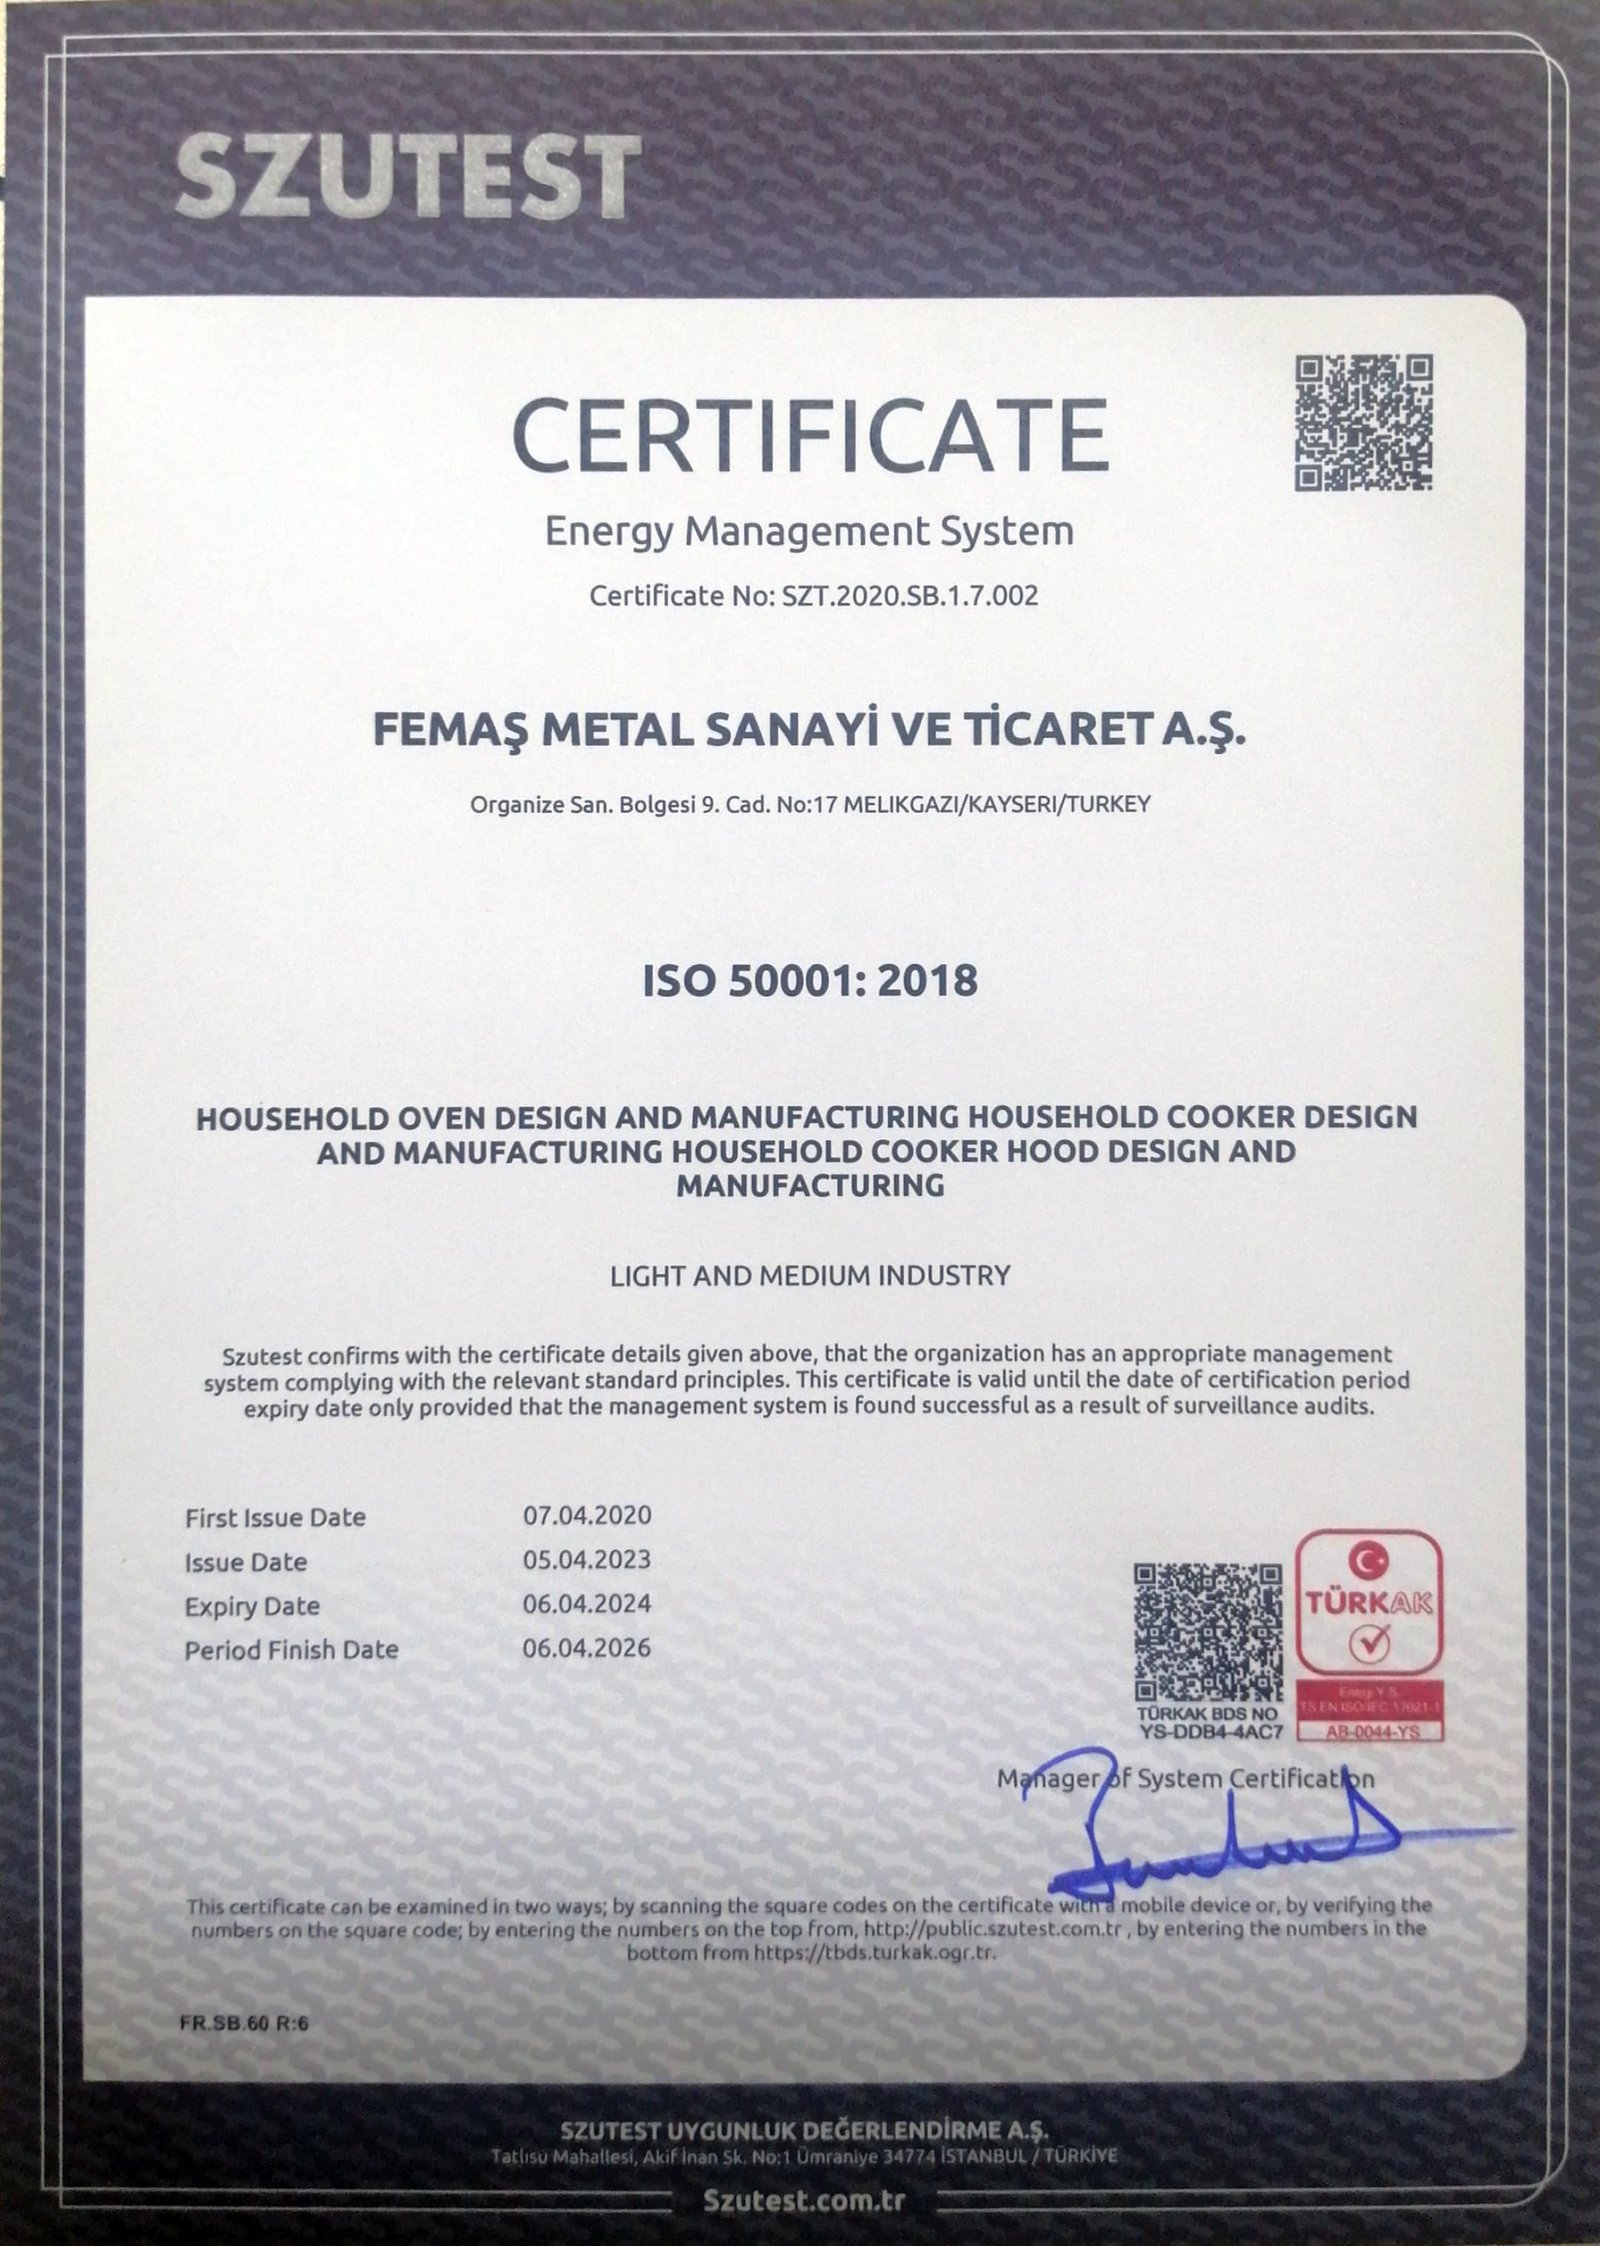 SZUTEST
CERTIFICATE
Energy Management System
Certificate No: SZT.2020.SB.1.7.002
FEMAŞ METAL SANAYİ VE TİCARET A.Ş.
Organize San. Bolgesi 9. Cad. No:17 MELIKGAZI/KAYSERI/TURKEY
ISO 50001: 2018
HOUSEHOLD OVEN DESIGN AND MANUFACTURING HOUSEHOLD COOKER DESIGN
AND MANUFACTURING HOUSEHOLD COOKER HOOD DESIGN AND
MANUFACTURING
LIGHT AND MEDIUM INDUSTRY
Szutest confirms with the certificate details given above, that the organization has an appropriate management
system complying with the relevant standard principles. This certificate is valid until the date of certification period
expiry date only provided that the management system is found successful as a result of surveillance audits.
First Issue Date 07.04.2020
Issue Date 05.04.2023
Expiry Date 06.04.2024
Period Finish Date 06.04.2026
TÜRKAK
Enerji Y.S.
TS EN ISO/IEC 17021-1
AB-0044-YS
TÜRKAK BDS NO
YS-DDB4-4AC7
Manager of System Certification
This certificate can be examined in two ways; by scanning the square codes on the certificate with a mobile device or, by verifying the
numbers on the square code; by entering the numbers on the top from, http://public.szutest.com.tr , by entering the numbers in the
bottom from https://tbds.turkak.ogr.tr.
FR.SB.60 R:6
SZUTEST UYGUNLUK DEĞERLENDİRME A.Ş.
Tatlısu Mahallesi, Akif İnan Sk. No:1 Ümraniye 34774 İSTANBUL / TÜRKİYE
Szutest.com.tr